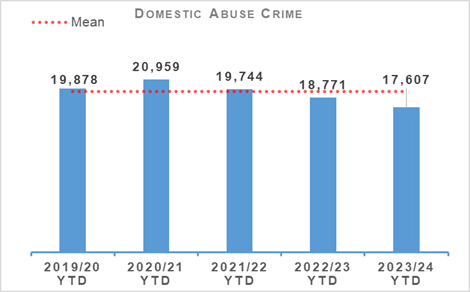 Domestic Abuse Crime
Mean
19,878
20,959
19,744
18,771
17,607
2019/20 YTD
2020/21 YTD
2021/22 YTD
2022/23 YTD
2023/24 YTD